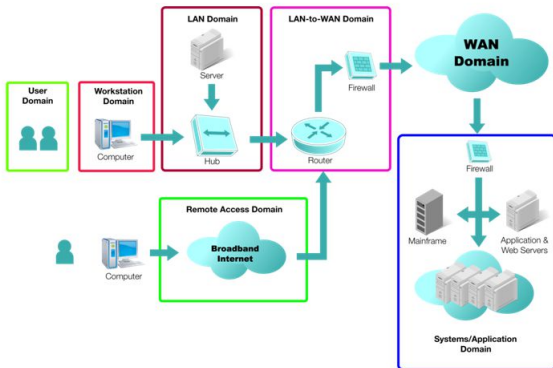 LAN Domain
LAN-to-WAN Domain
WAN
Domain
Server
Firewall
User
Domain
Workstation
Domain
Computer
Hub
Router
Firewall
Mainframe
Application &
Web Servers
Remote Access Domain
Broadband
Internet
Computer
Systems/Application
Domain